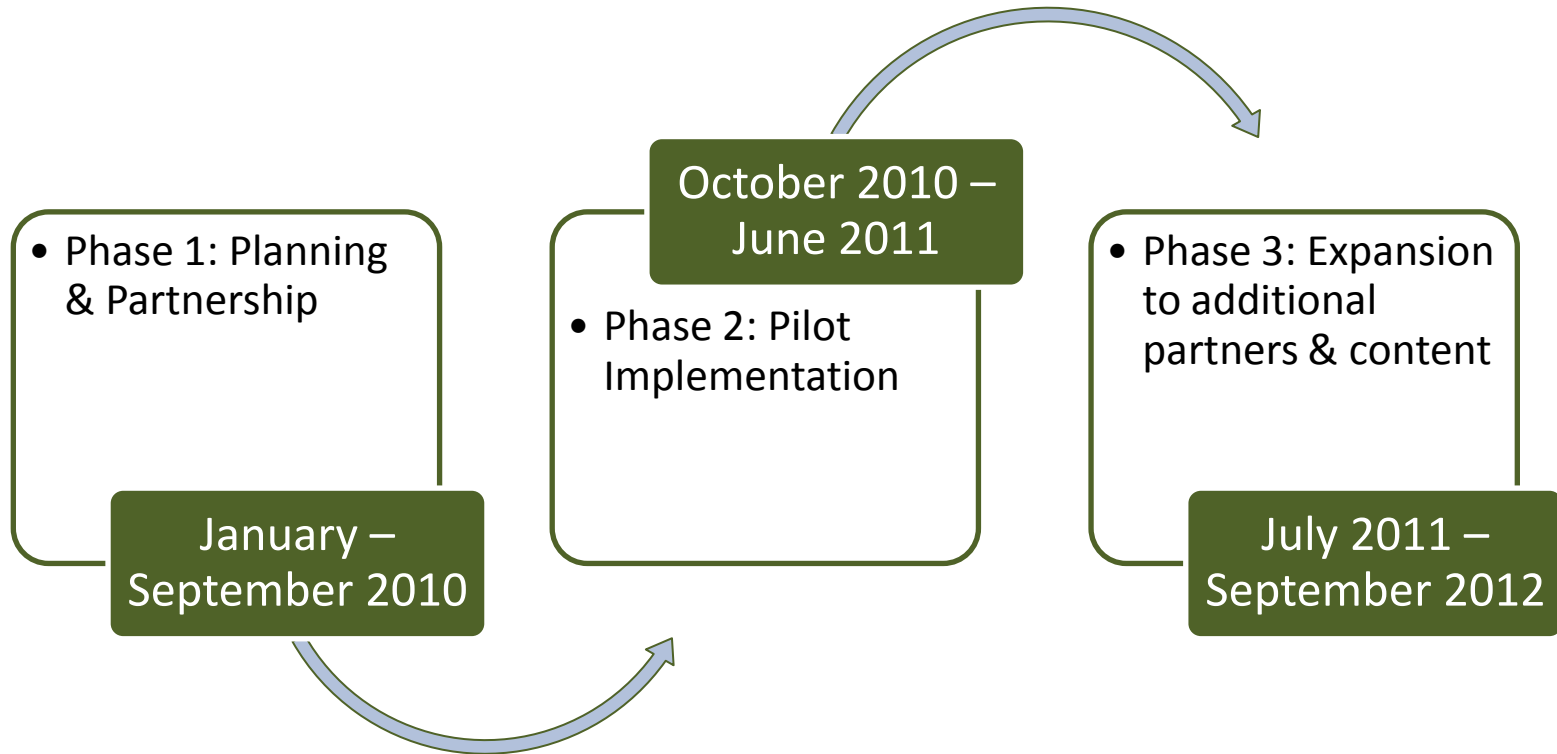 • Phase 1: Planning
& Partnership
January –
September 2010
October 2010 –
June 2011
• Phase 2: Pilot
Implementation
• Phase 3: Expansion
to additional
partners & content
July 2011 –
September 2012